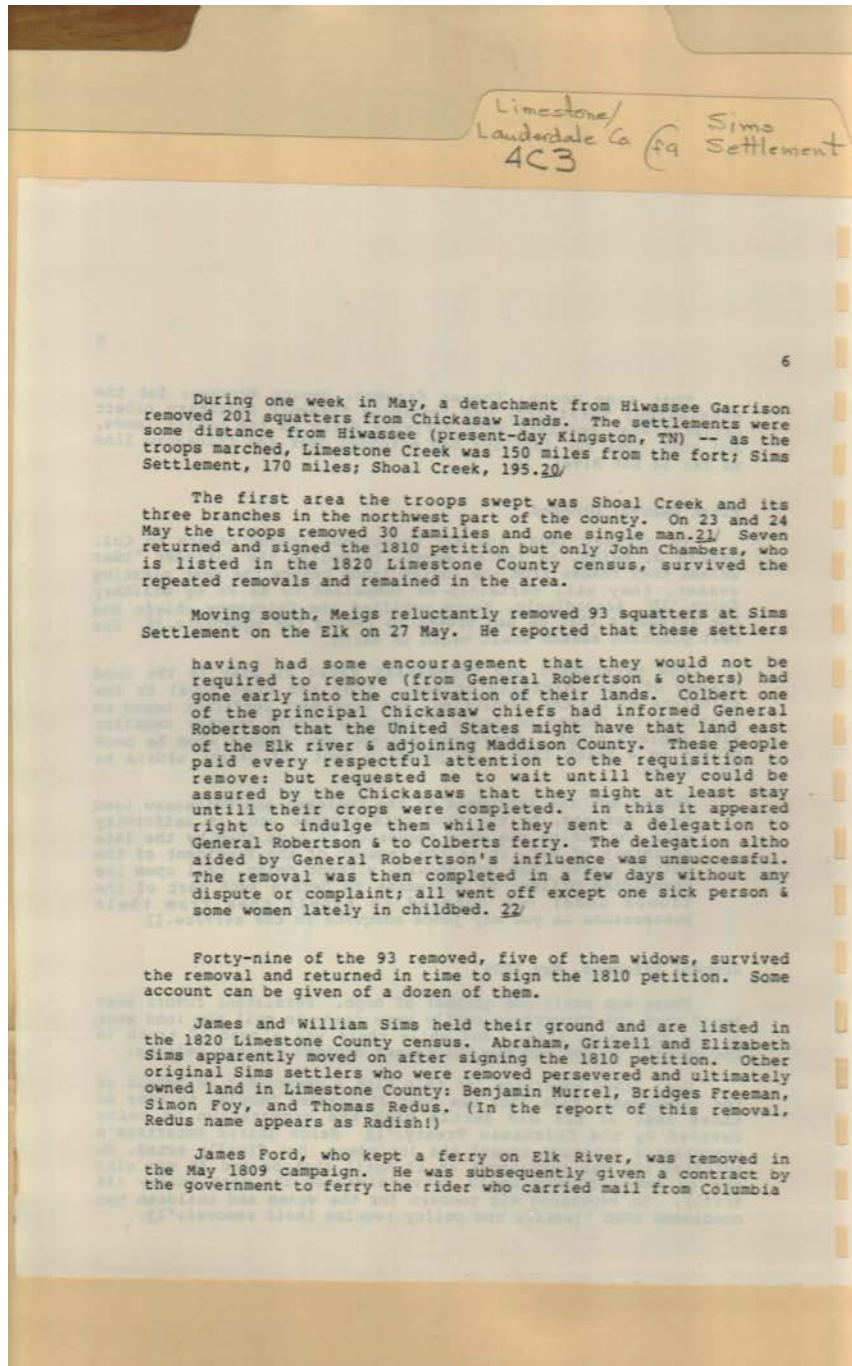 Limestone/
Lauderdale Co
4C3
Sims
Settlement
6
During one week in May, a detachment from Hiwassee Garrison
removed 201 squatters from Chickasaw lands. The settlements were
some distance from Hiwassee (present-day Kingston, TN) -- as the
troops marched, Limestone Creek was 150 miles from the fort; Sims
Settlement, 170 miles; Shoal Creek, 195.20/
The first area the troops swept was Shoal Creek and its
three branches in the northwest part of the county. On 23 and 24
May the troops removed 30 families and one single man.21/ Seven
returned and signed the 1810 petition but only John Chambers, who
is listed in the 1820 Limestone County census, survived the
repeated removals and remained in the area.
Moving south, Meigs reluctantly removed 93 squatters at Sims
Settlement on the Elk on 27 May. He reported that these settlers
having had some encouragement that they would not be
required to remove (from General Robertson & others) had
gone early into the cultivation of their lands. Colbert one
of the principal Chickasaw chiefs had informed General
Robertson that the United States might have that land east
of the Elk river & adjoining Maddison County. These people
paid every respectful attention to the requisition to
remove: but requested me to wait untill they could be
assured by the Chickasaws that they might at least stay
untill their crops were completed. in this it appeared
right to indulge them while they sent a delegation to
General Robertson & to Colberts ferry. The delegation altho
aided by General Robertson's influence was unsuccessful.
The removal was then completed in a few days without any
dispute or complaint; all went off except one sick person &
some women lately in childbed. 22/
Forty-nine of the 93 removed, five of them widows, survived
the removal and returned in time to sign the 1810 petition. Some
account can be given of a dozen of them.
James and William Sims held their ground and are listed in
the 1820 Limestone County census. Abraham, Grizell and Elizabeth
Sims apparently moved on after signing the 1810 petition. Other
original Sims settlers who were removed persevered and ultimately
owned land in Limestone County: Benjamin Murrel, Bridges Freeman,
Simon Foy, and Thomas Redus. (In the report of this removal,
Redus name appears as Radish!)
James Ford, who kept a ferry on Elk River, was removed in
the May 1809 campaign. He was subsequently given a contract by
the government to ferry the rider who carried mail from Columbia